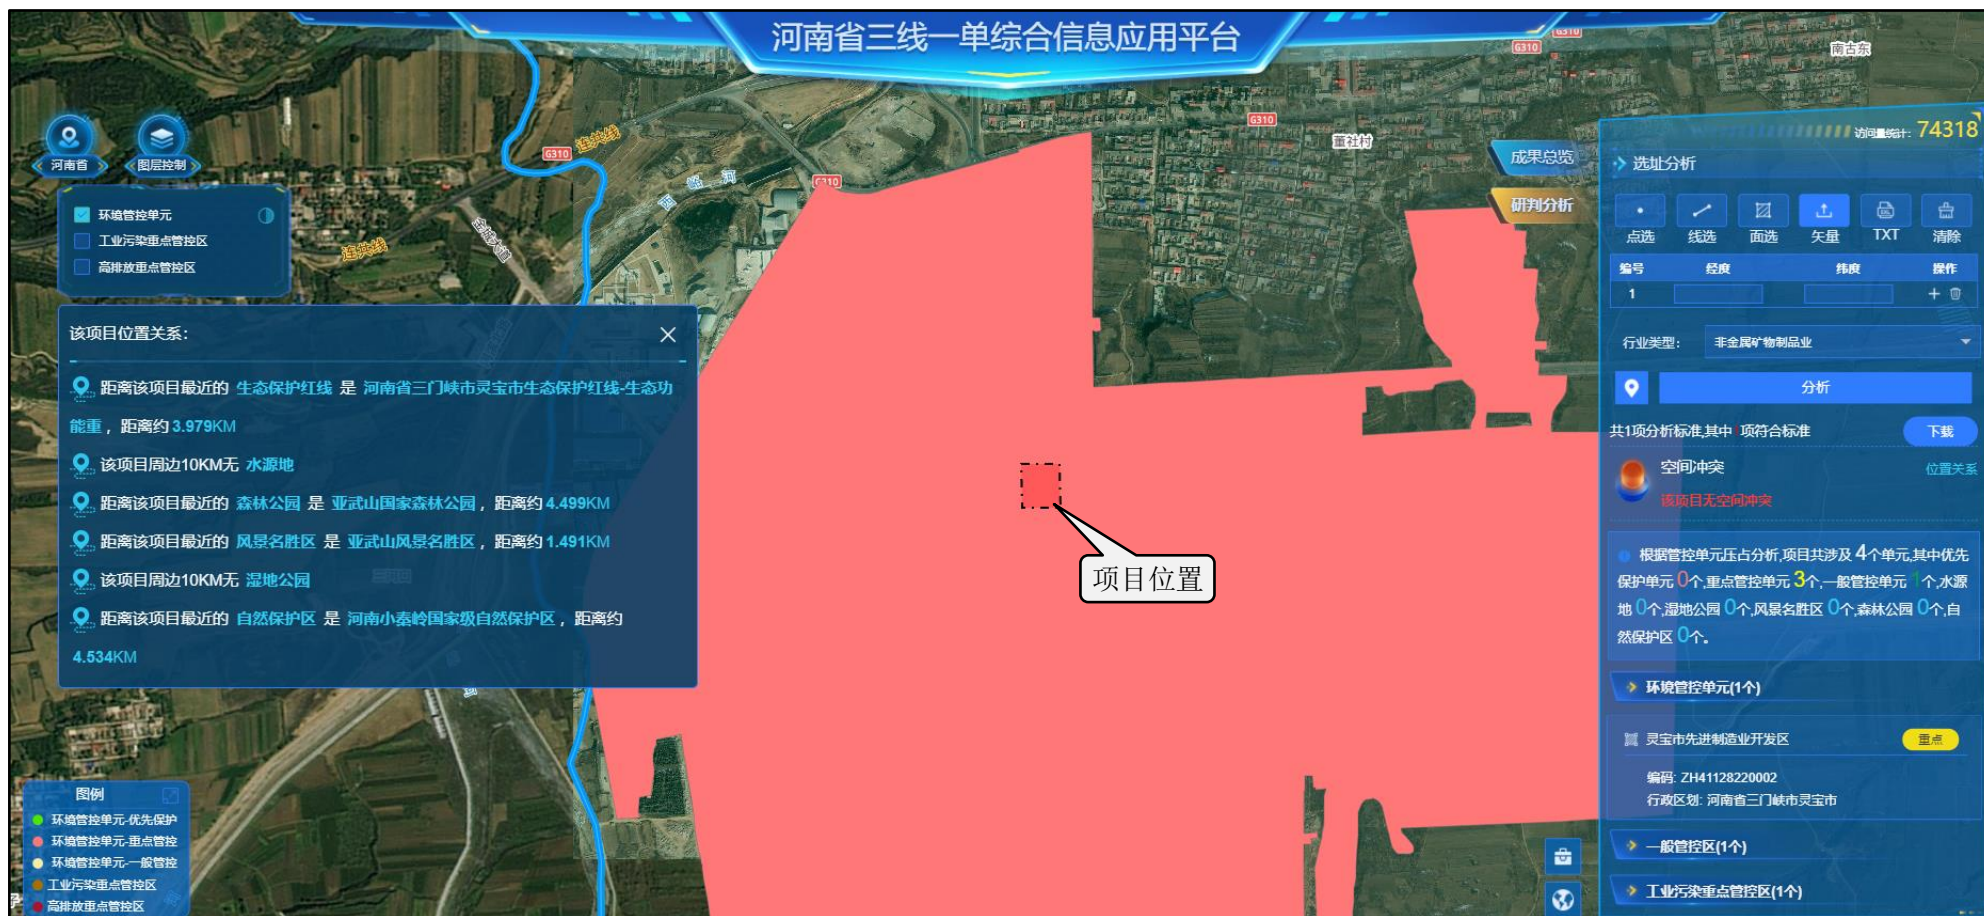 河南省三线一单综合信息应用平台
南古东
G310
G310
G310
董社村
G310
连共线
G310
河
金城大道
连共线
河南省
图层控制
环境管控单元
工业污染重点管控区
高排放重点管控区
该项目位置关系:
距离该项目最近的 生态保护红线 是 河南省三门峡市灵宝市生态保护红线-生态功
能重，距离约3.979KM
该项目周边10KM无 水源地
距离该项目最近的 森林公园 是 亚武山国家森林公园，距离约4.499KM
距离该项目最近的 风景名胜区 是 亚武山风景名胜区，距离约1.491KM
该项目周边10KM无 湿地公园
距离该项目最近的 自然保护区 是 河南小秦岭国家级自然保护区，距离约
4.534KM
图例
环境管控单元-优先保护
环境管控单元-重点管控
环境管控单元-一般管控
工业污染重点管控区
高排放重点管控区
项目位置
成果总览
研判分析
访问量统计: 74318
选址分析
点选 线选 面选 矢量 TXT 清除
编号 经度 纬度 操作
1
行业类型: 非金属矿物制品业
分析
共1项分析标准,其中1项符合标准
下载
空间冲突
位置关系
该项目无空间冲突
根据管控单元压占分析,项目共涉及4个单元,其中优先
保护单元0个,重点管控单元3个,一般管控单元1个,水源
地0个,湿地公园0个,风景名胜区0个,森林公园0个,自
然保护区0个。
环境管控单元(1个)
灵宝市先进制造业开发区
重点
编码: ZH41128220002
行政区划: 河南省三门峡市灵宝市
一般管控区(1个)
工业污染重点管控区(1个)